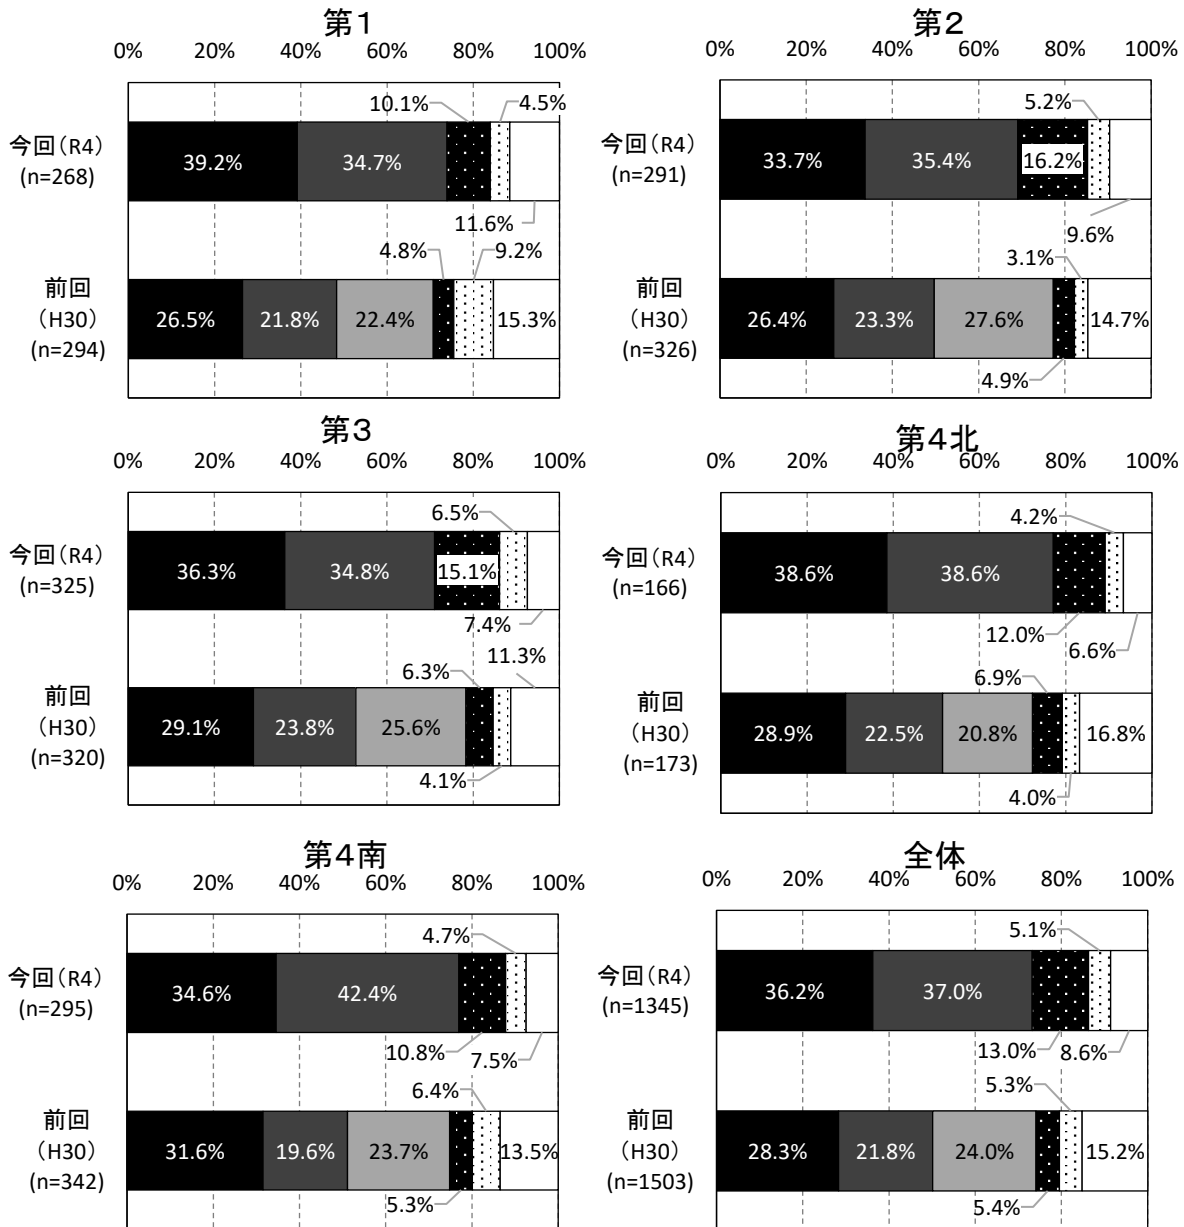 第1
0% 20% 40% 60% 80% 100%
10.1% 4.5%
今回(R4)
(n=268)
39.2% 34.7%
11.6%
4.8% 9.2%
前回
(H30)
(n=294)
26.5% 21.8% 22.4% 15.3%
第2
0% 20% 40% 60% 80% 100%
5.2%
今回(R4)
(n=291)
33.7% 35.4% 16.2%
9.6%
3.1%
前回
(H30)
(n=326)
26.4% 23.3% 27.6% 14.7%
4.9%
第3
0% 20% 40% 60% 80% 100%
6.5%
今回(R4)
(n=325)
36.3% 34.8% 15.1%
7.4%
6.3% 11.3%
前回
(H30)
(n=320)
29.1% 23.8% 25.6%
4.1%
第4北
0% 20% 40% 60% 80% 100%
4.2%
今回(R4)
(n=166)
38.6% 38.6%
12.0% 6.6%
6.9%
前回
(H30)
(n=173)
28.9% 22.5% 20.8% 16.8%
4.0%
第4南
0% 20% 40% 60% 80% 100%
4.7%
今回(R4)
(n=295)
34.6% 42.4%
10.8% 7.5%
6.4%
前回
(H30)
(n=342)
31.6% 19.6% 23.7% 13.5%
5.3%
全体
0% 20% 40% 60% 80% 100%
5.1%
今回(R4)
(n=1345)
36.2% 37.0%
13.0% 8.6%
5.3%
前回
(H30)
(n=1503)
28.3% 21.8% 24.0% 15.2%
5.4%